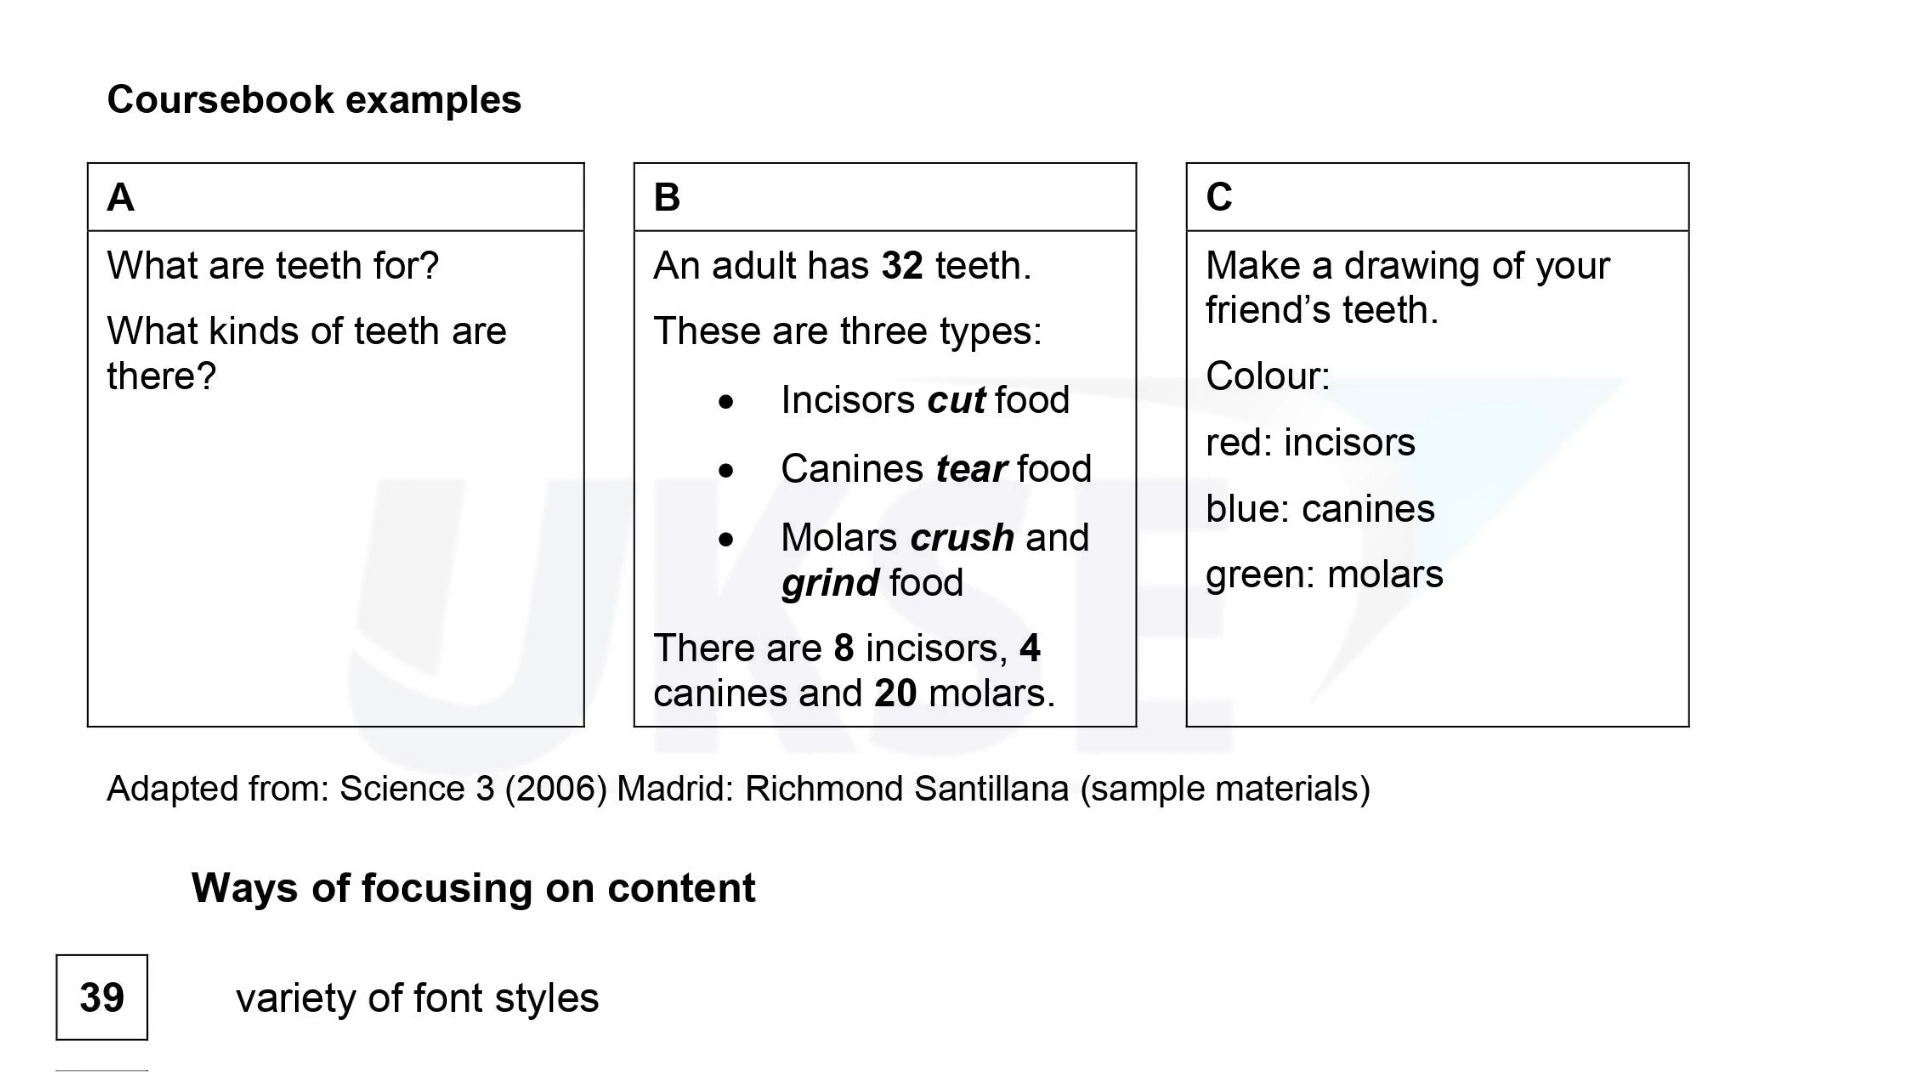 Coursebook examples
A
What are teeth for?
What kinds of teeth are
there?
B
An adult has 32 teeth.
These are three types:
• Incisors cut food
• Canines tear food
• Molars crush and
grind food
There are 8 incisors, 4
canines and 20 molars.
C
Make a drawing of your
friend’s teeth.
Colour:
red: incisors
blue: canines
green: molars
UKSE
Adapted from: Science 3 (2006) Madrid: Richmond Santillana (sample materials)
Ways of focusing on content
39 variety of font styles